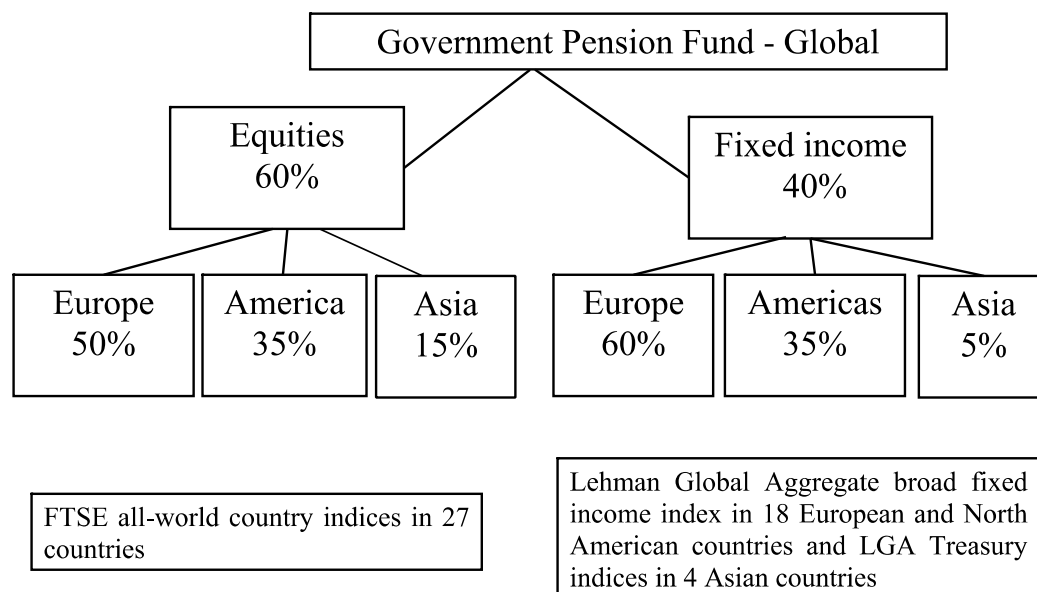 Government Pension Fund - Global
Equities
60%
Fixed income
40%
Europe
50%
America
35%
Asia
15%
Europe
60%
Americas
35%
Asia
5%
FTSE all-world country indices in 27
countries
Lehman Global Aggregate broad fixed
income index in 18 European and North
American countries and LGA Treasury
indices in 4 Asian countries